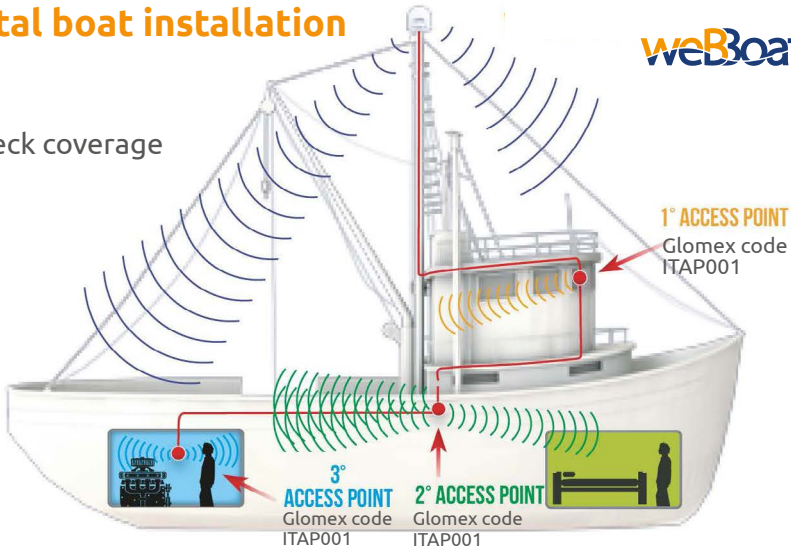 tal boat installation
weBBoat
eck coverage
1° ACCESS POINT
Glomex code
ITAP001
3°
ACCESS POINT
Glomex code
ITAP001
2° ACCESS POINT
Glomex code
ITAP001